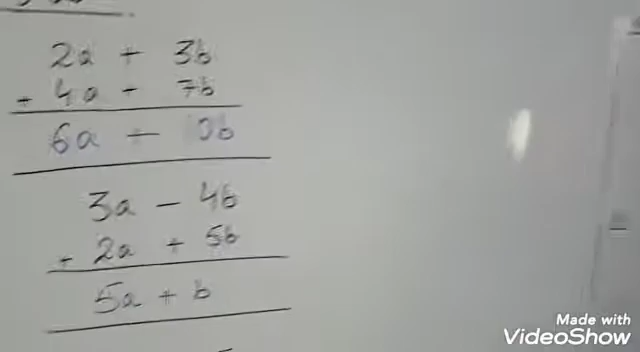 2a + 3b
+ 4a + 7b
6a + 10b
3a - 4b
+ 2a + 5b
5a + b
Made with
VideoShow